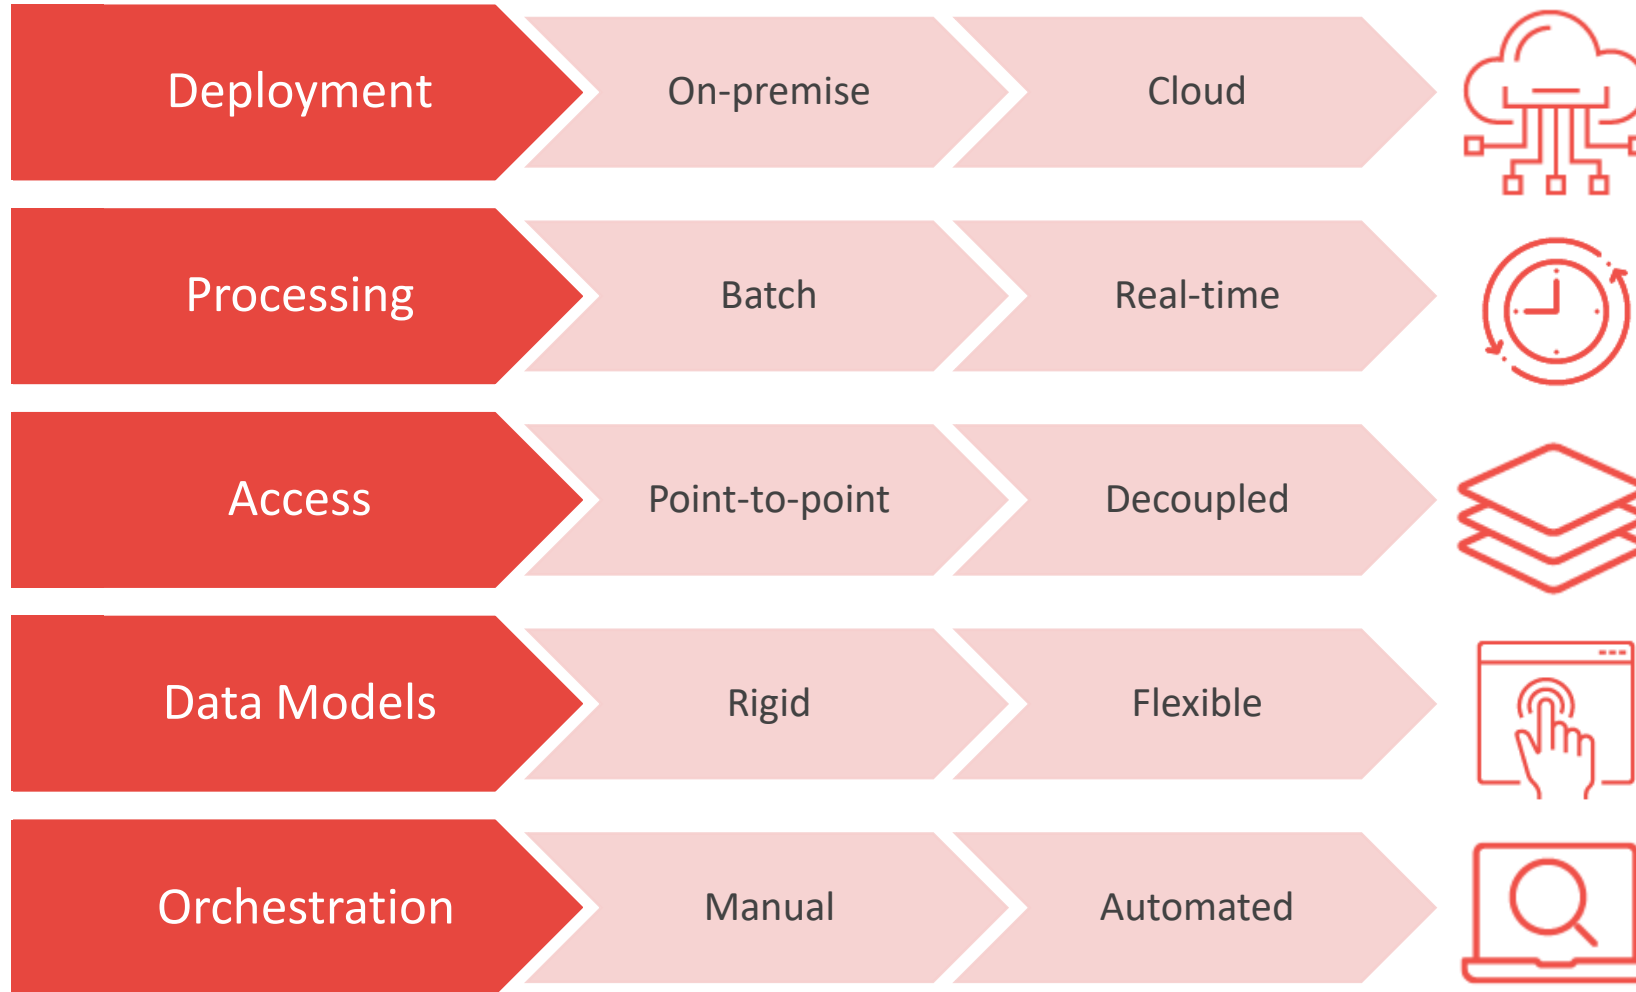 Deployment
On-premise
Cloud
Processing
Batch
Real-time
Access
Point-to-point
Decoupled
Data Models
Rigid
Flexible
Orchestration
Manual
Automated